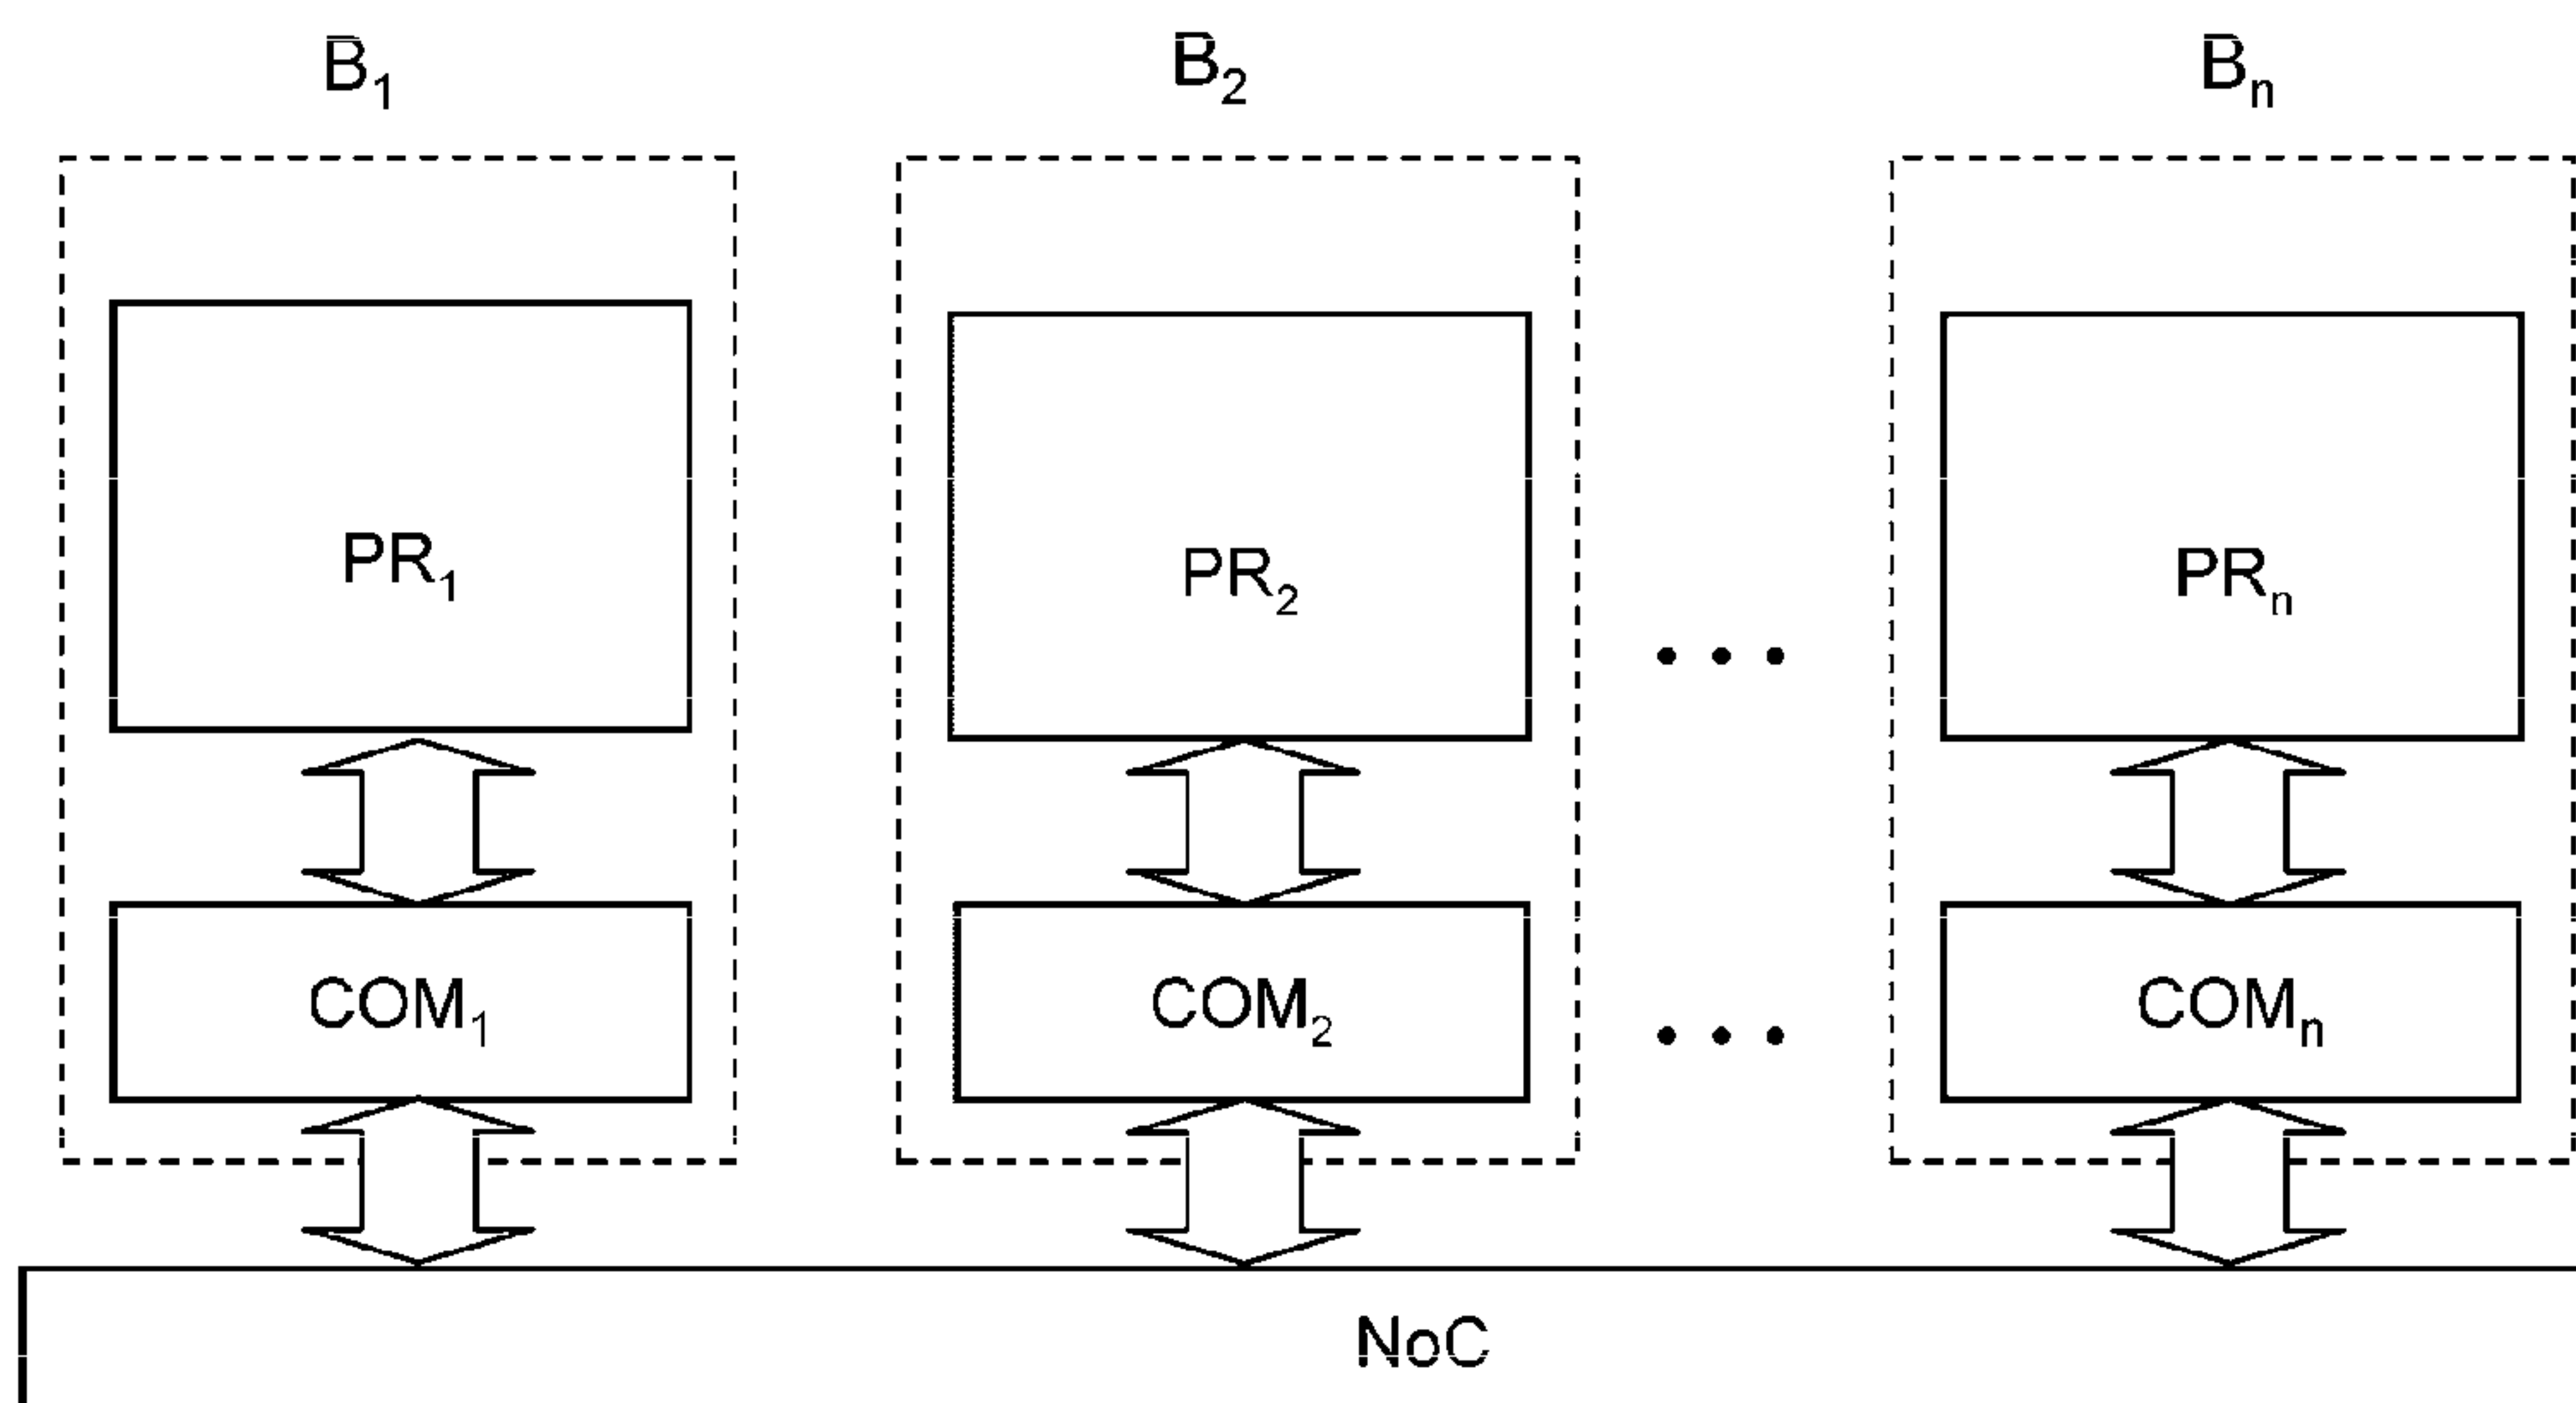 B₁ B₂ Bₙ
PR₁ PR₂ • • • PRₙ
COM₁ COM₂ • • • COMₙ
NoC